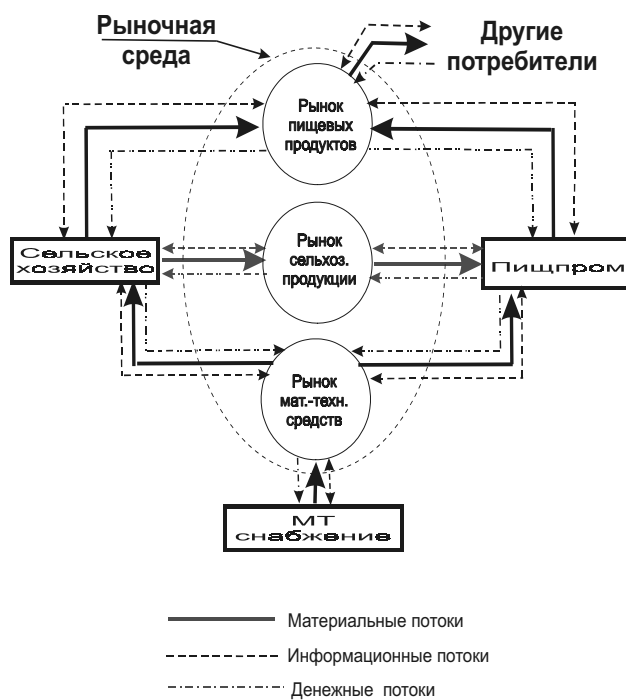 Рыночная
среда
Другие
потребители
Рынок
пищевых
продуктов
Сельское
хозяйство
Рынок
сельхоз.
продукции
Пищпром
Рынок
мат.-техн.
средств
МТ
снабжение
Материальные потоки
Информационные потоки
Денежные потоки